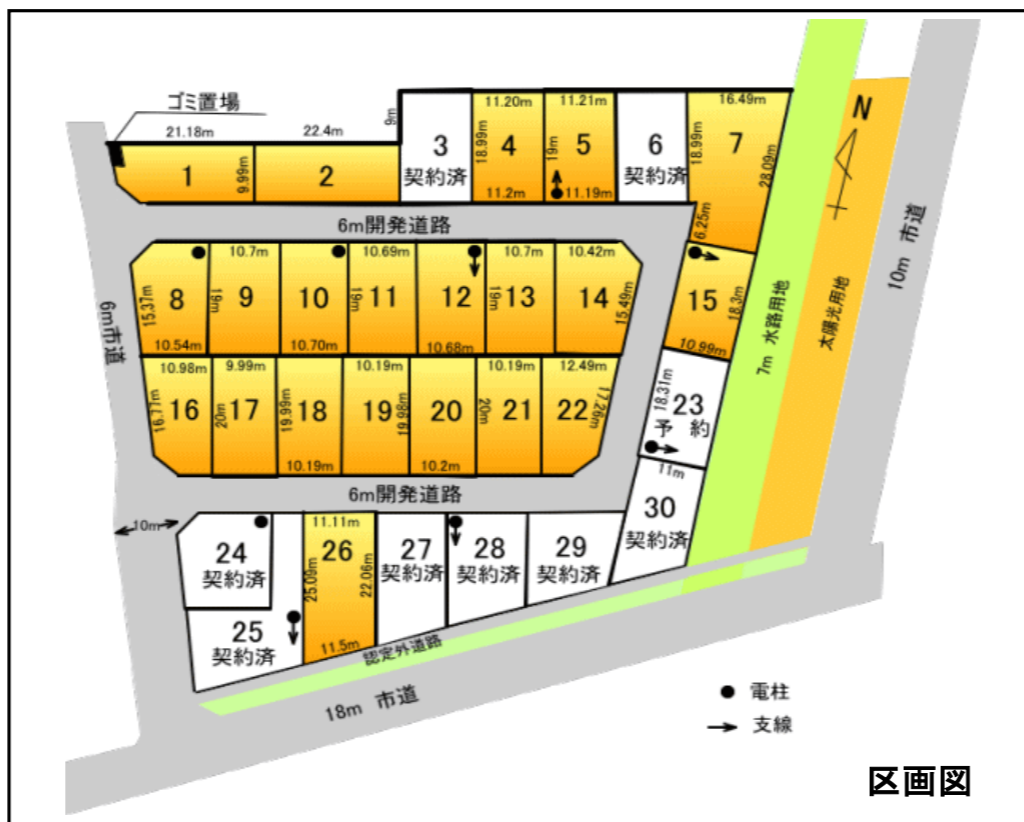 ゴミ置場
21.18m
22.4m
9m
11.20m
11.21m
16.49m
N
1
9.99m
2
3
契約済
18.99m
4
11.2m
19m
5
11.19m
6
契約済
18.99m
7
28.09m
6.25m
6m開発道路
10m 市道
6m市道
15.37m
8
10.54m
10.7m
19m
9
10
10.70m
10.69m
19m
11
12
10.68m
10.7m
19m
13
10.42m
14
15.49m
15
18.3m
10.99m
7m 水路用地
太陽光用地
10.98m
16.77m
16
9.99m
20m
17
19.99m
18
10.19m
10.19m
19
19.98m
20
10.2m
10.19m
20m
21
12.49m
22
17.26m
18.31m
23
予約
6m開発道路
10m
11m
30
契約済
24
契約済
25
契約済
11.11m
26
25.09m
22.06m
11.5m
27
契約済
28
契約済
29
契約済
認定外道路
18m 市道
電柱
支線
区画図